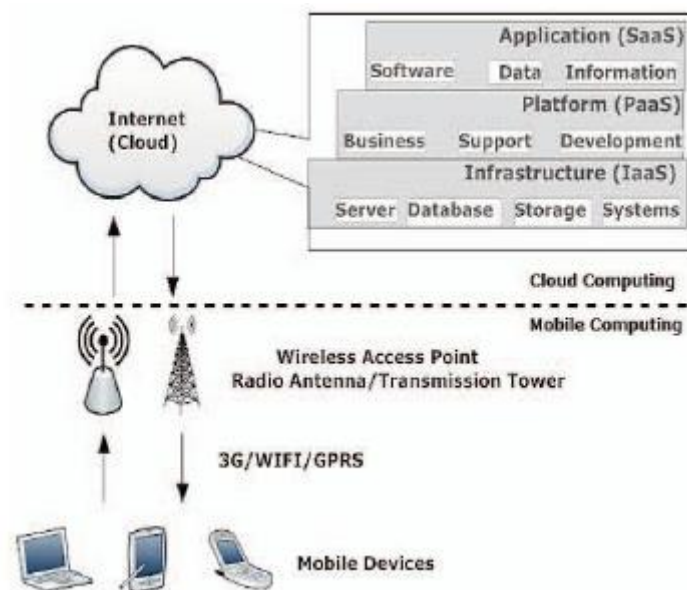 Application (SaaS)
Software Data Information
Internet
(Cloud)
Platform (PaaS)
Business Support Development
Infrastructure (IaaS)
Server Database Storage Systems
Cloud Computing
Mobile Computing
Wireless Access Point
Radio Antenna/Transmission Tower
3G/WIFI/GPRS
Mobile Devices